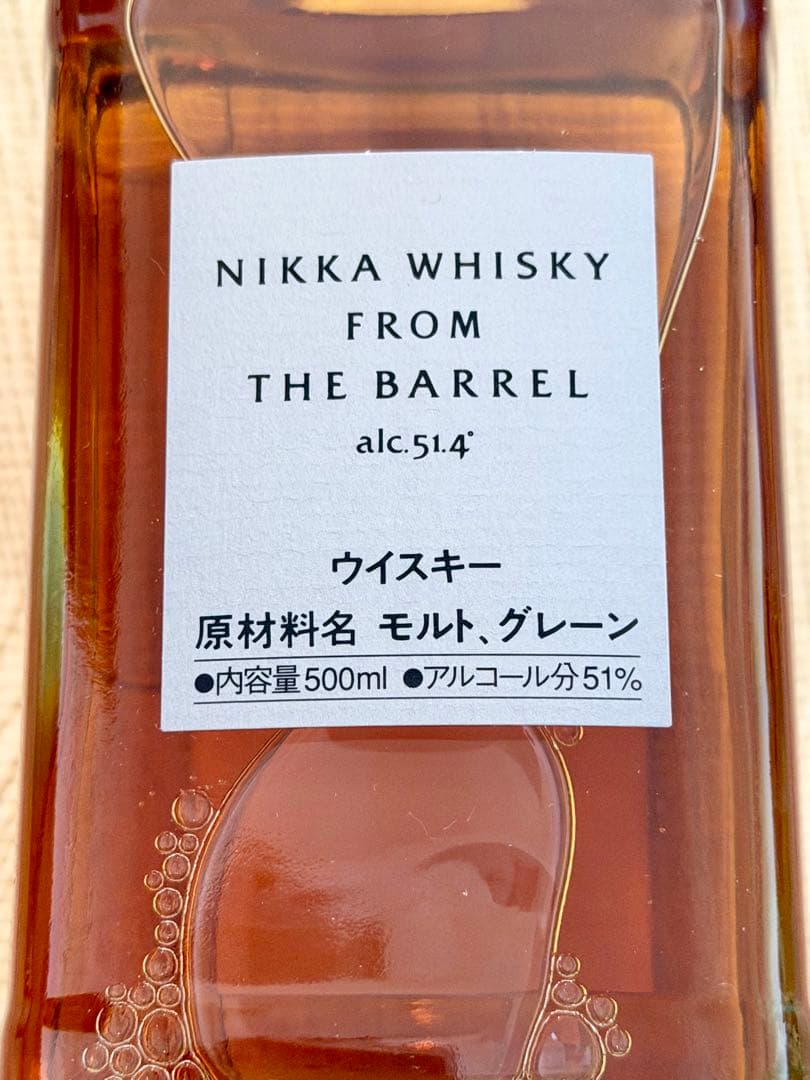 NIKKA WHISKY
FROM
THE BARREL
alc.51.4°
ウイスキー
原材料名 モルト、グレーン
●内容量500ml ●アルコール分51%